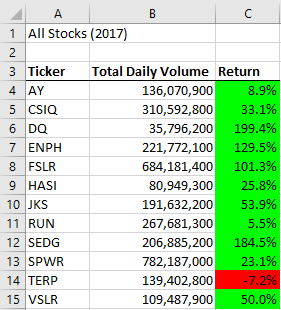 A B C
1 All Stocks (2017)
2
3 Ticker Total Daily Volume Return
4 AY 136,070,900 8.9%
5 CSIQ 310,592,800 33.1%
6 DQ 35,796,200 199.4%
7 ENPH 221,772,100 129.5%
8 FSLR 684,181,400 101.3%
9 HASI 80,949,300 25.8%
10 JKS 191,632,200 53.9%
11 RUN 267,681,300 5.5%
12 SEDG 206,885,200 184.5%
13 SPWR 782,187,000 23.1%
14 TERP 139,402,800 -7.2%
15 VSLR 109,487,900 50.0%